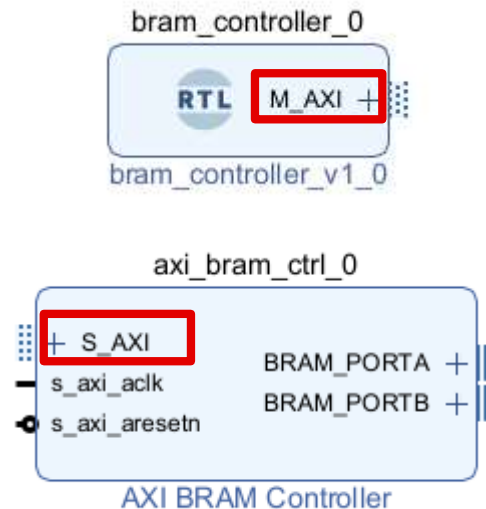 bram_controller_0
RTL M_AXI
bram_controller_v1_0
axi_bram_ctrl_0
S_AXI
BRAM_PORTA
s_axi_aclk
BRAM_PORTB
s_axi_aresetn
AXI BRAM Controller